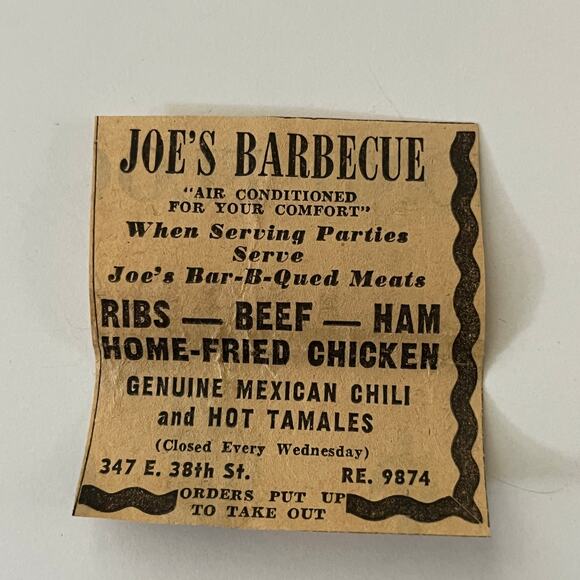 JOE'S BARBECUE
"AIR CONDITIONED
FOR YOUR COMFORT"
When Serving Parties
Serve
Joe's Bar-B-Qued Meats
RIBS — BEEF — HAM
HOME-FRIED CHICKEN
GENUINE MEXICAN CHILI
and HOT TAMALES
(Closed Every Wednesday)
347 E. 38th St. RE. 9874
ORDERS PUT UP
TO TAKE OUT